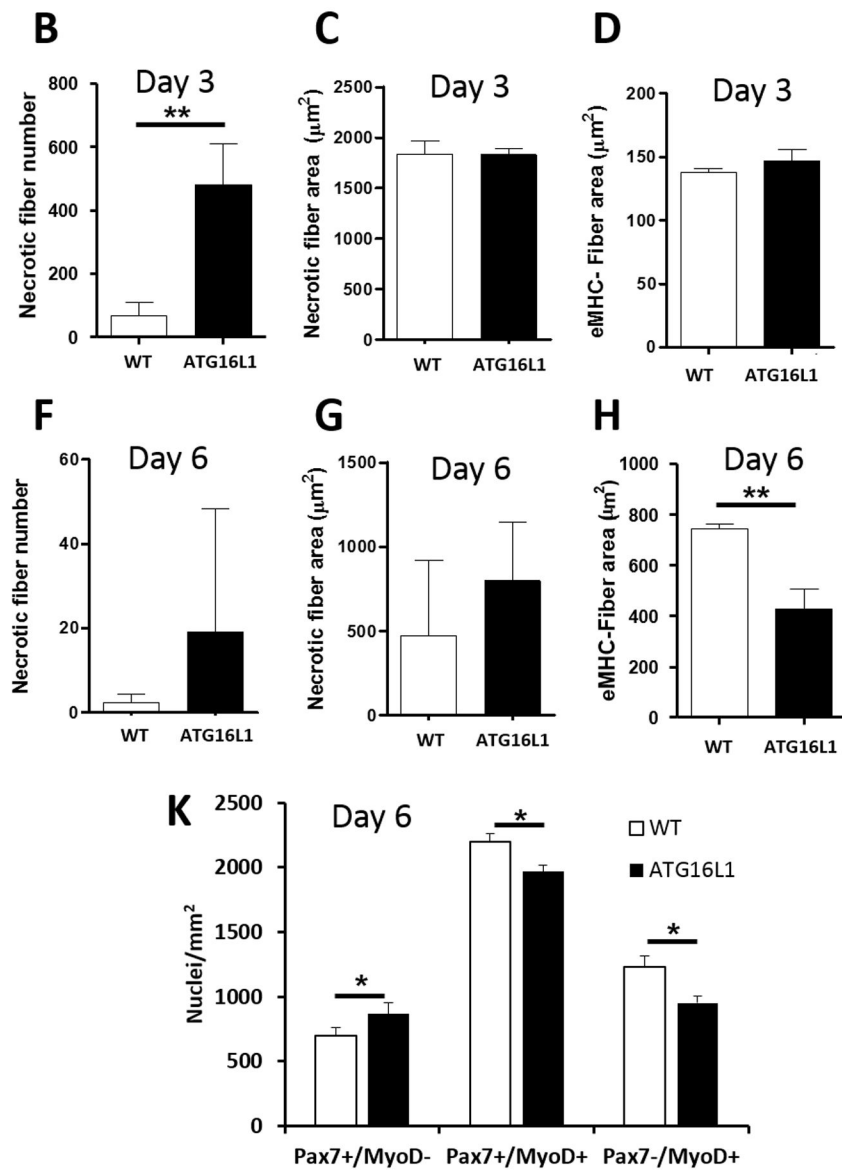 B
Day 3
**
Necrotic fiber number
800
600
400
200
0
WT
ATG16L1
C
Day 3
Necrotic fiber area (μm²)
2500
2000
1500
1000
500
0
WT
ATG16L1
D
Day 3
eMHC- Fiber area (μm²)
200
150
100
50
0
WT
ATG16L1
F
Day 6
Necrotic fiber number
60
40
20
0
WT
ATG16L1
G
Day 6
Necrotic fiber area (μm²)
1500
1000
500
0
WT
ATG16L1
H
Day 6
**
eMHC-Fiber area (μm²)
1000
800
600
400
200
0
WT
ATG16L1
K
Day 6
Nuclei/mm²
2500
2000
1500
1000
500
0
*
*
*
WT
ATG16L1
Pax7+/MyoD-
Pax7+/MyoD+
Pax7-/MyoD+